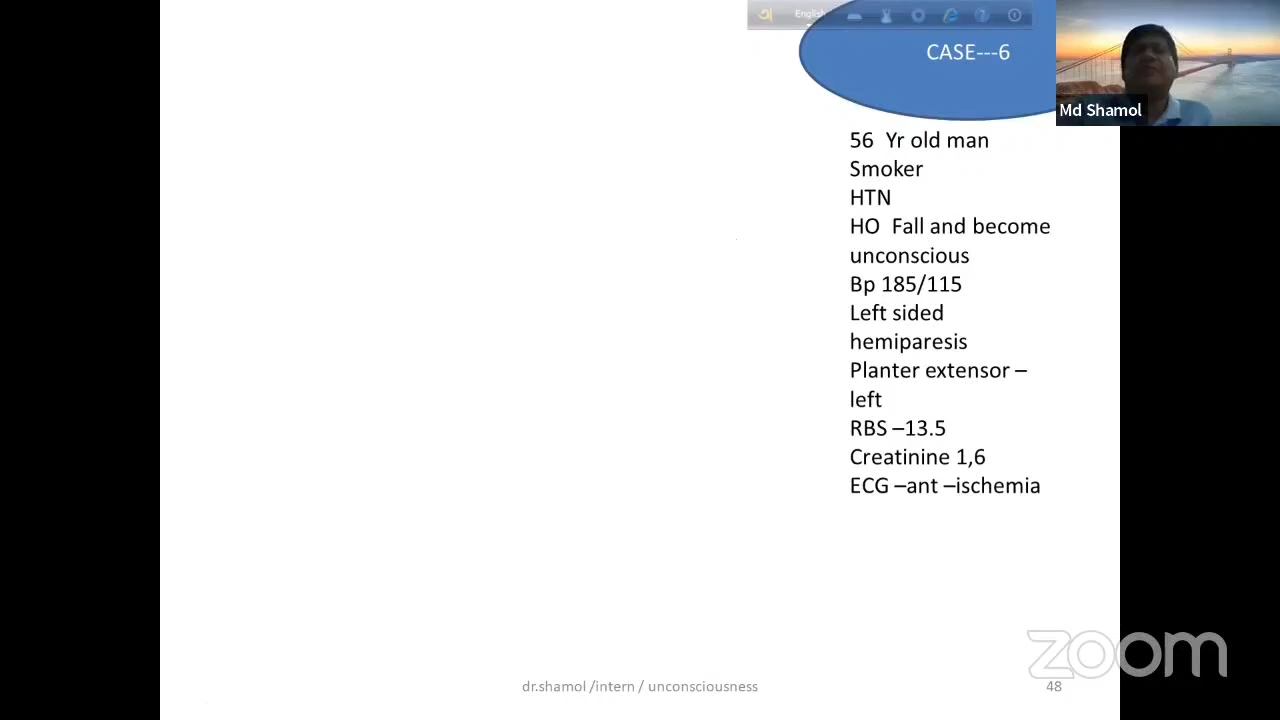 English
CASE---6
Md Shamol
56 Yr old man
Smoker
HTN
HO Fall and become
unconscious
Bp 185/115
Left sided
hemiparesis
Planter extensor –
left
RBS –13.5
Creatinine 1,6
ECG –ant –ischemia
zoom
dr.shamol /intern / unconsciousness
48